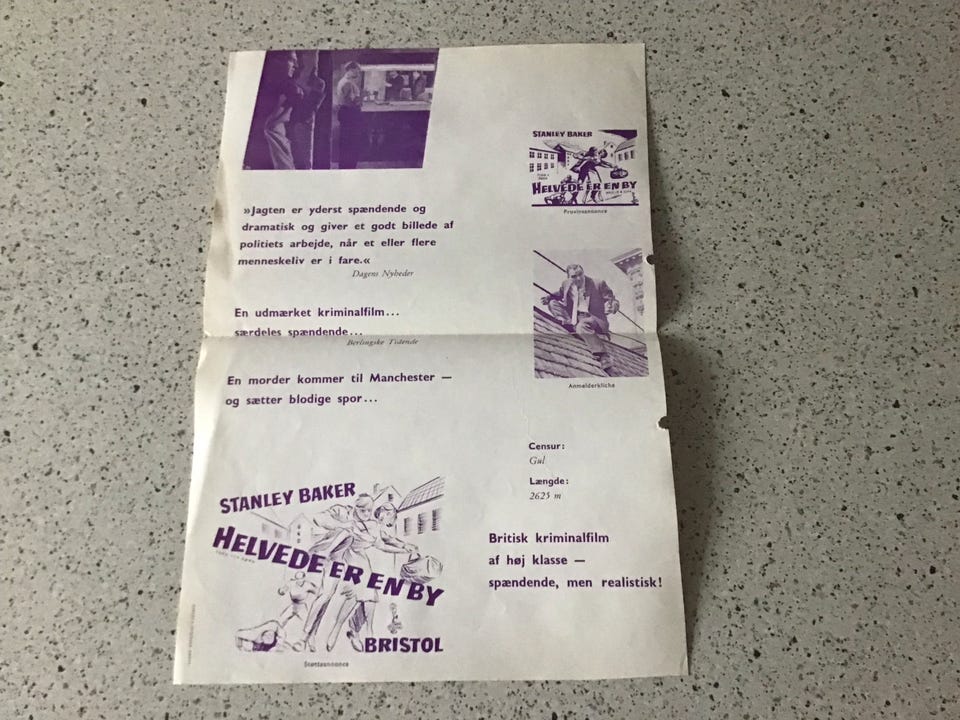 »Jagten er yderst spændende og
dramatisk og giver et godt billede af
politiets arbejde, når et eller flere
menneskeliv er i fare.«
Dagens Nyheder
En udmærket kriminalfilm...
særdeles spændende...
Berlingske Tidende
En morder kommer til Manchester —
og sætter blodige spor...
STANLEY BAKER
HELVEDE ER EN BY
BRISTOL
Støtteannonce
STANLEY BAKER
HELVEDE ER EN BY
Provinsannonce
Anmelderkliche
Censur:
Gul
Længde:
2625 m
Britisk kriminalfilm
af høj klasse —
spændende, men realistisk!